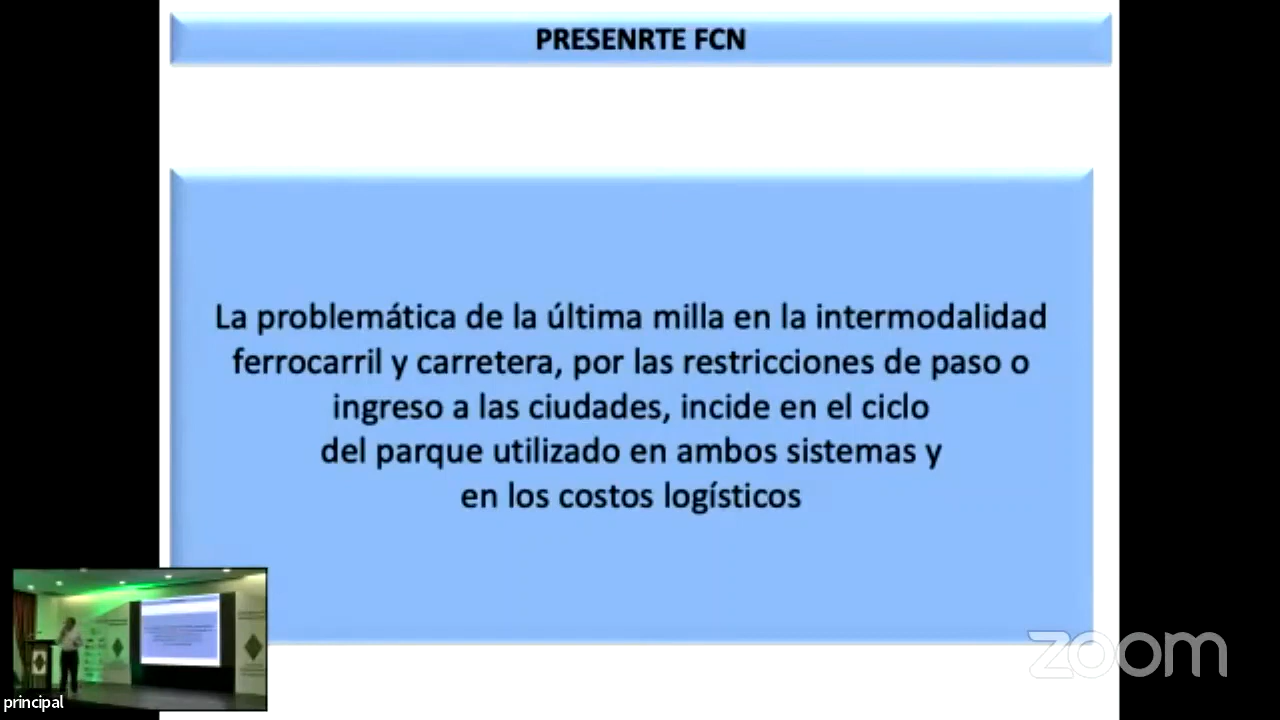 PRESENRTE FCN
La problemática de la última milla en la intermodalidad
ferrocarril y carretera, por las restricciones de paso o
ingreso a las ciudades, incide en el ciclo
del parque utilizado en ambos sistemas y
en los costos logísticos
zoom
principal